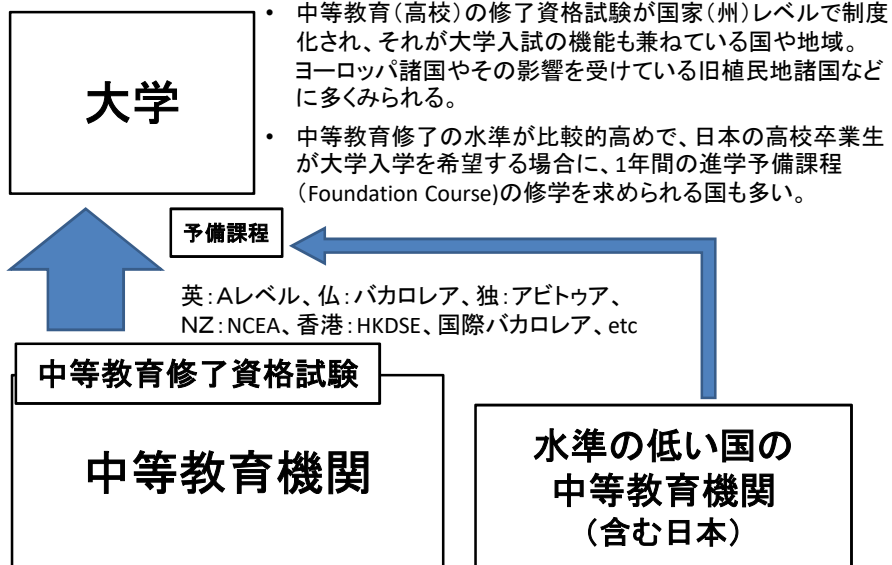 • 中等教育（高校）の修了資格試験が国家（州）レベルで制度
化され、それが大学入試の機能も兼ねている国や地域。
ヨーロッパ諸国やその影響を受けている旧植民地諸国など
に多くみられる。
• 中等教育修了の水準が比較的高めで、日本の高校卒業生
が大学入学を希望する場合に、1年間の進学予備課程
（Foundation Course)の修学を求められる国も多い。
大学
予備課程
英：Aレベル、仏：バカロレア、独：アビトゥア、
NZ：NCEA、香港：HKDSE、国際バカロレア、etc
中等教育修了資格試験
中等教育機関
水準の低い国の
中等教育機関
（含む日本）